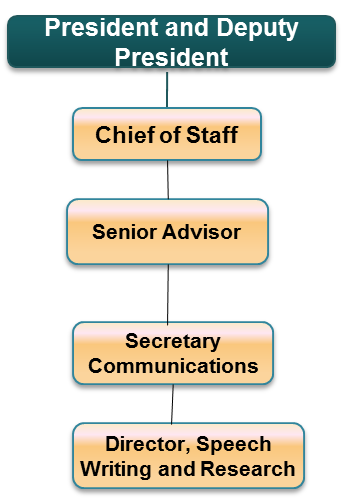 President and Deputy
President
Chief of Staff
Senior Advisor
Secretary
Communications
Director, Speech
Writing and Research